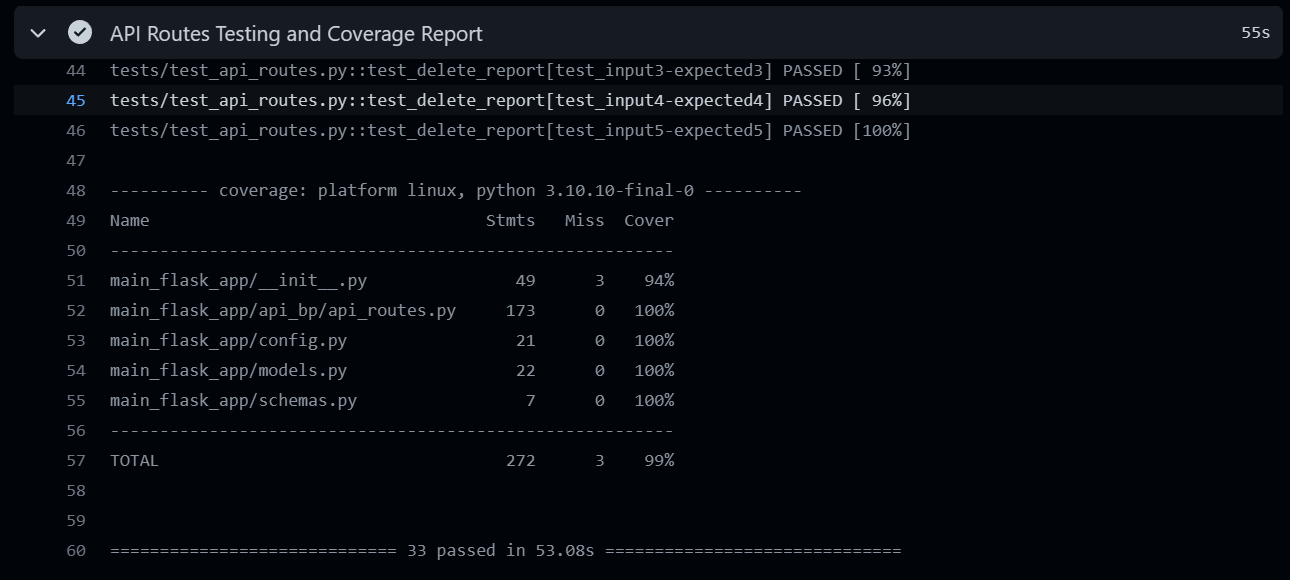 API Routes Testing and Coverage Report 55s
44 tests/test_api_routes.py::test_delete_report[test_input3-expected3] PASSED [ 93%]
45 tests/test_api_routes.py::test_delete_report[test_input4-expected4] PASSED [ 96%]
46 tests/test_api_routes.py::test_delete_report[test_input5-expected5] PASSED [100%]
47
48 ---------- coverage: platform linux, python 3.10.10-final-0 ----------
49 Name                                  Stmts   Miss  Cover
50 ---------------------------------------------------------
51 main_flask_app/__init__.py               49      3    94%
52 main_flask_app/api_bp/api_routes.py     173      0   100%
53 main_flask_app/config.py                 21      0   100%
54 main_flask_app/models.py                 22      0   100%
55 main_flask_app/schemas.py                 7      0   100%
56 ---------------------------------------------------------
57 TOTAL                                   272      3    99%
58
59
60 ============================= 33 passed in 53.08s ==============================